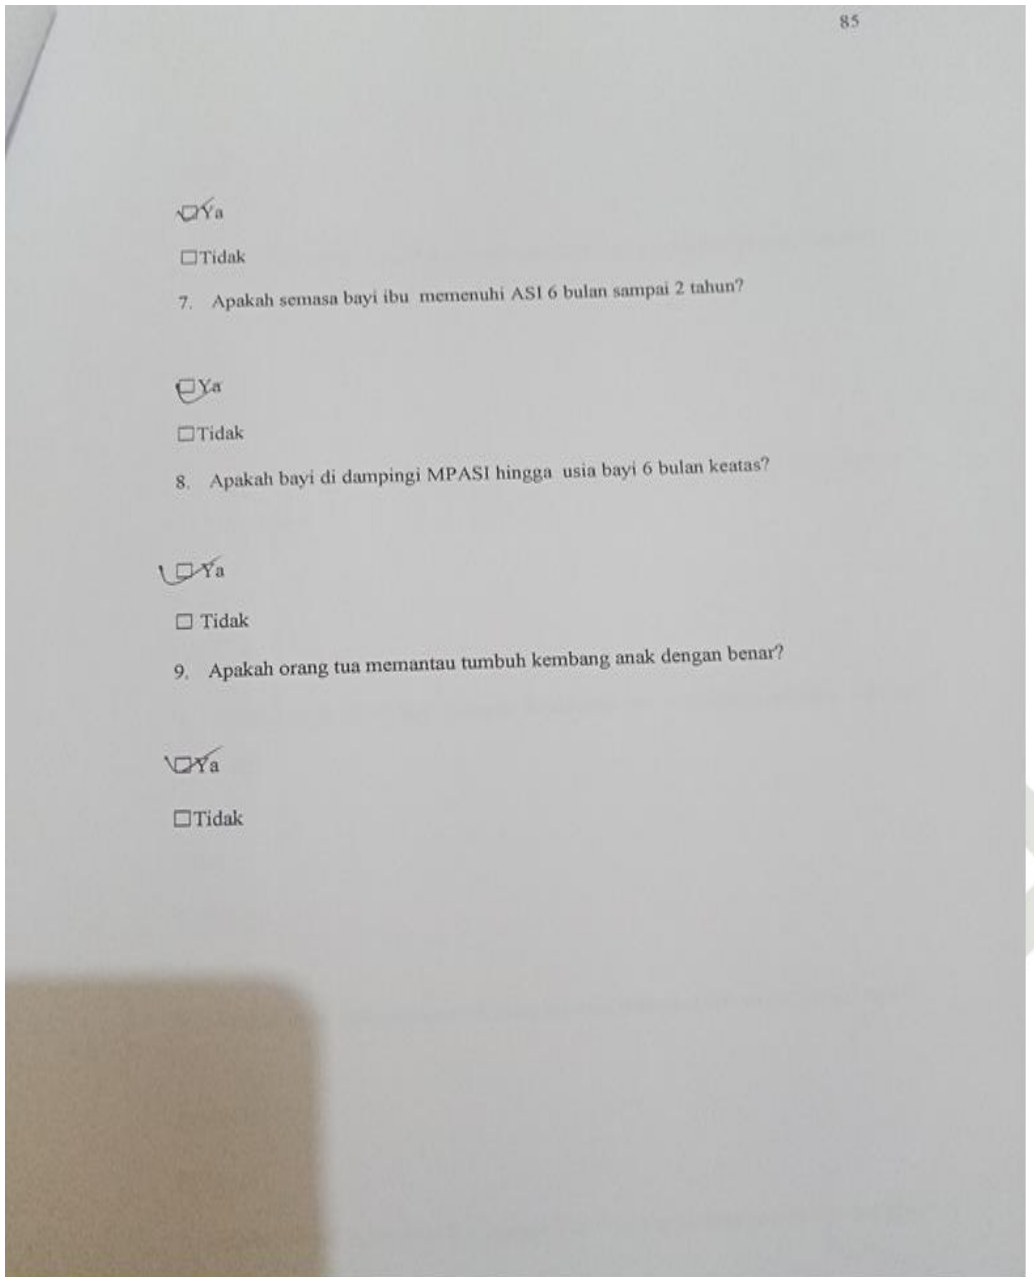 85
☑Ya
☐Tidak
7. Apakah semasa bayi ibu memenuhi ASI 6 bulan sampai 2 tahun?
☑Ya
☐Tidak
8. Apakah bayi di dampingi MPASI hingga usia bayi 6 bulan keatas?
☑ Ya
☐ Tidak
9. Apakah orang tua memantau tumbuh kembang anak dengan benar?
☑Ya
☐Tidak